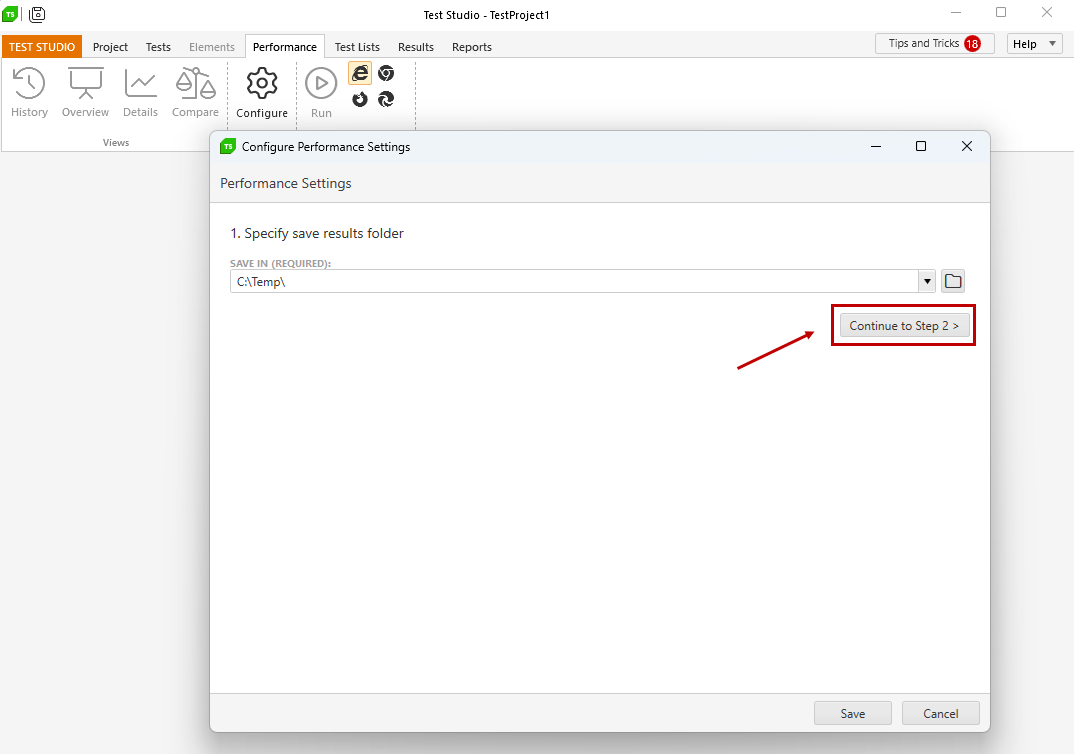 TS
Test Studio - TestProject1
TEST STUDIO Project Tests Elements Performance Test Lists Results Reports
Tips and Tricks 18 Help
History Overview Details Compare Configure Run
Views
TS Configure Performance Settings
Performance Settings
1. Specify save results folder
SAVE IN (REQUIRED):
C:\Temp\
Continue to Step 2 >
Save Cancel